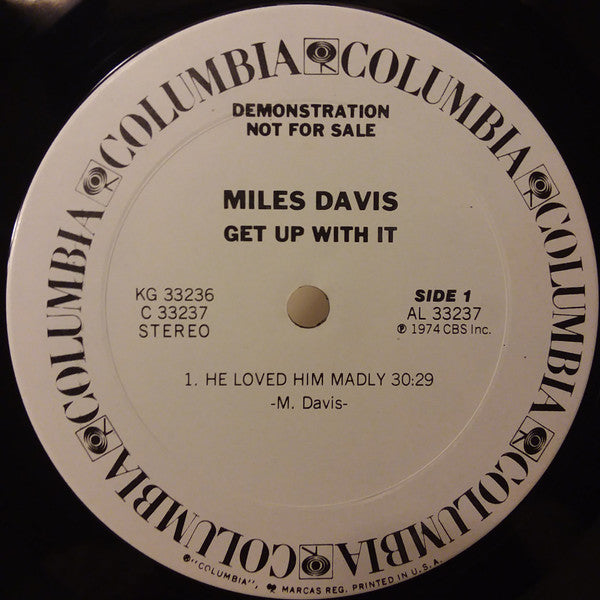 COLUMBIA COLUMBIA COLUMBIA COLUMBIA COLUMBIA COLUMBIA COLUMBIA COLUMBIA
DEMONSTRATION
NOT FOR SALE
MILES DAVIS
GET UP WITH IT
KG 33236
C 33237
STEREO
SIDE 1
AL 33237
℗ 1974 CBS Inc.
1. HE LOVED HIM MADLY 30:29
-M. Davis-
"COLUMBIA", MARCAS REG. PRINTED IN U.S.A.